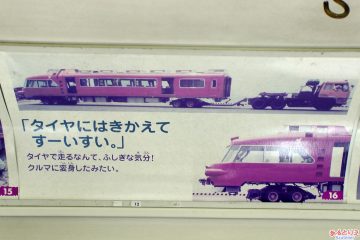 S
「タイヤにはきかえて
すーいすい。」
タイヤで走るなんて、ふしぎな気分!
クルマに変身したみたい。
15
16
13